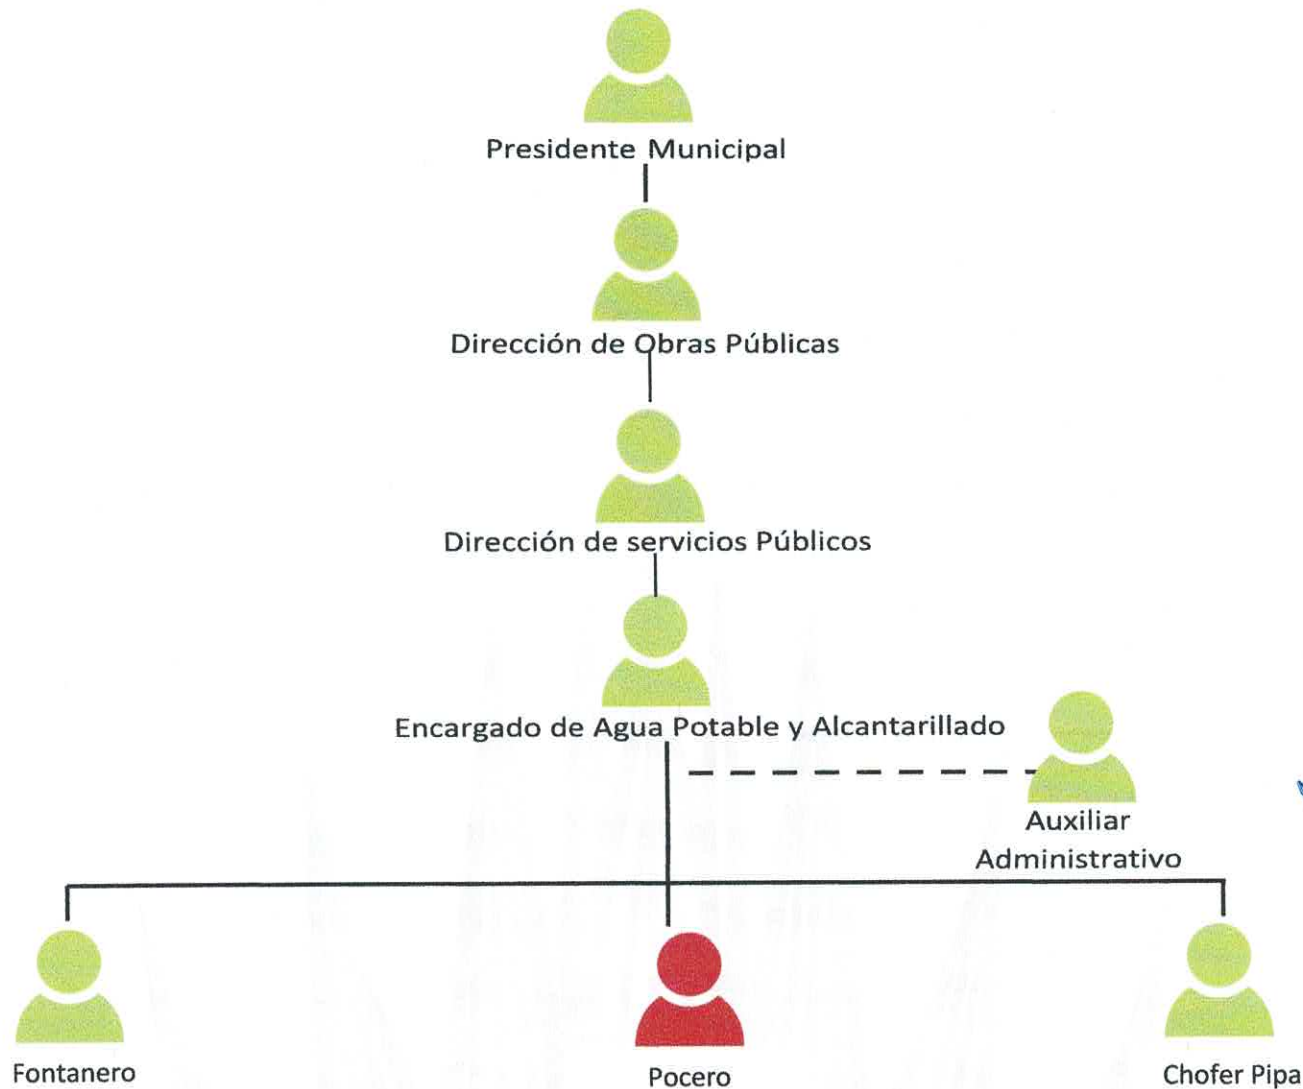 Presidente Municipal
Dirección de Obras Públicas
Dirección de servicios Públicos
Encargado de Agua Potable y Alcantarillado
Auxiliar
Administrativo
Fontanero
Pocero
Chofer Pipa